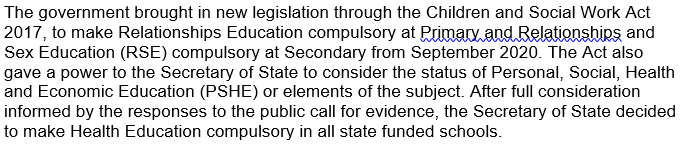 The government brought in new legislation through the Children and Social Work Act
2017, to make Relationships Education compulsory at Primary and Relationships and
Sex Education (RSE) compulsory at Secondary from September 2020. The Act also
gave a power to the Secretary of State to consider the status of Personal, Social, Health
and Economic Education (PSHE) or elements of the subject. After full consideration
informed by the responses to the public call for evidence, the Secretary of State decided
to make Health Education compulsory in all state funded schools.